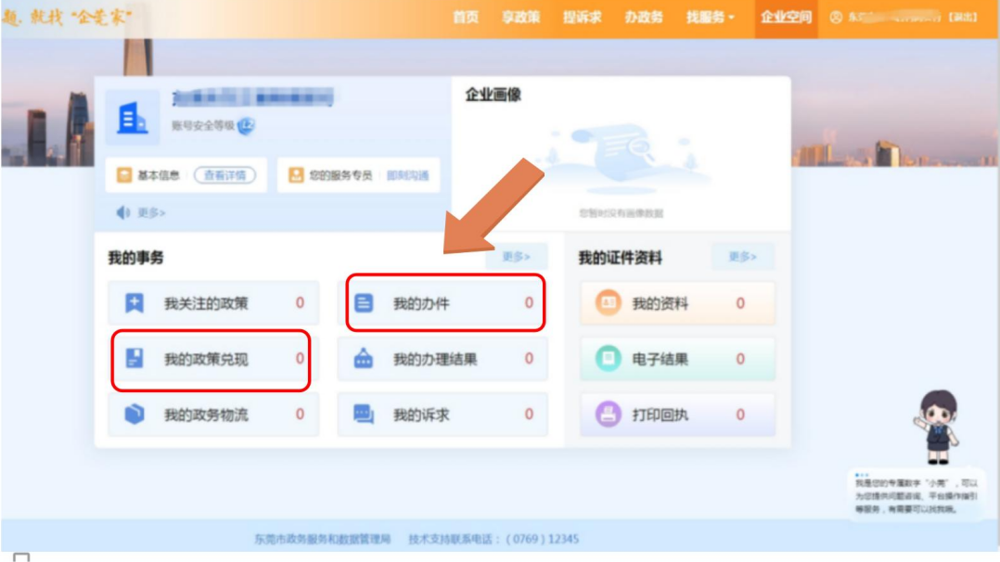 题，就找“企莞家”
首页 享政策 提诉求 办政务 找服务 企业空间 【退出】
企业画像
账号安全等级 L2
基本信息 查看详情 您的服务专员 即刻沟通
更多>
您暂时没有画像数据
我的事务 更多> 我的证件资料 更多>
我关注的政策 0 我的办件 0 我的资料 0
我的政策兑现 0 我的办理结果 0 电子结果 0
我的政务物流 0 我的诉求 0 打印回执 0
我是您的专属数字“小莞”，可以
为您提供问题咨询、平台操作指引
等服务，有需要可以找我哦。
东莞市政务服务和数据管理局 技术支持联系电话：（0769）12345